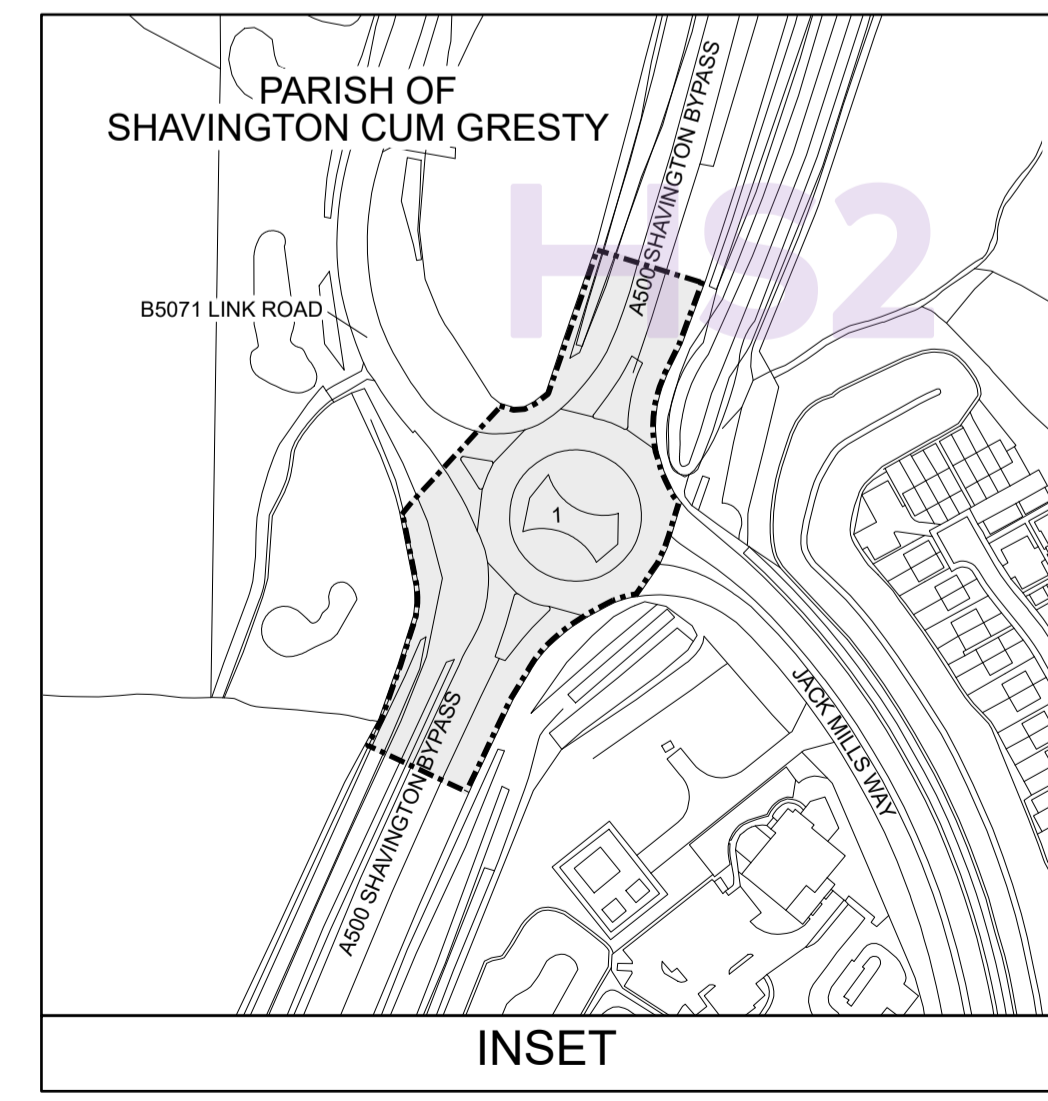 PARISH OF
SHAVINGTON CUM GRESTY
A500 SHAVINGTON BYPASS
HS2
B5071 LINK ROAD
1
JACK MILLS WAY
A500 SHAVINGTON BYPASS
INSET